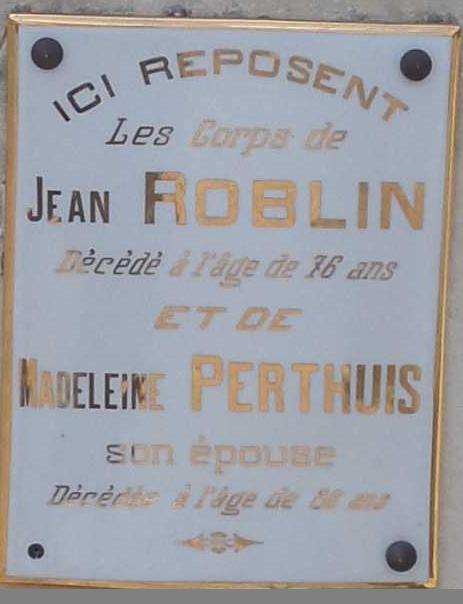 ICI REPOSENT
Les Corps de
JEAN ROBLIN
Décédé à l'âge de 76 ans
ET DE
MADELEINE PERTHUIS
son épouse
Décédée à l'âge de 86 ans